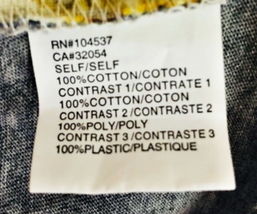 RN#104537
CA#32054
SELF/SELF
100%COTTON/COTON
CONTRAST 1/CONTRATE 1
100%COTTON/COTON
CONTRAST 2 /CONTRASTE 2
100%POLY/POLY
CONTRAST 3 /CONTRASTE 3
100%PLASTIC/PLASTIQUE